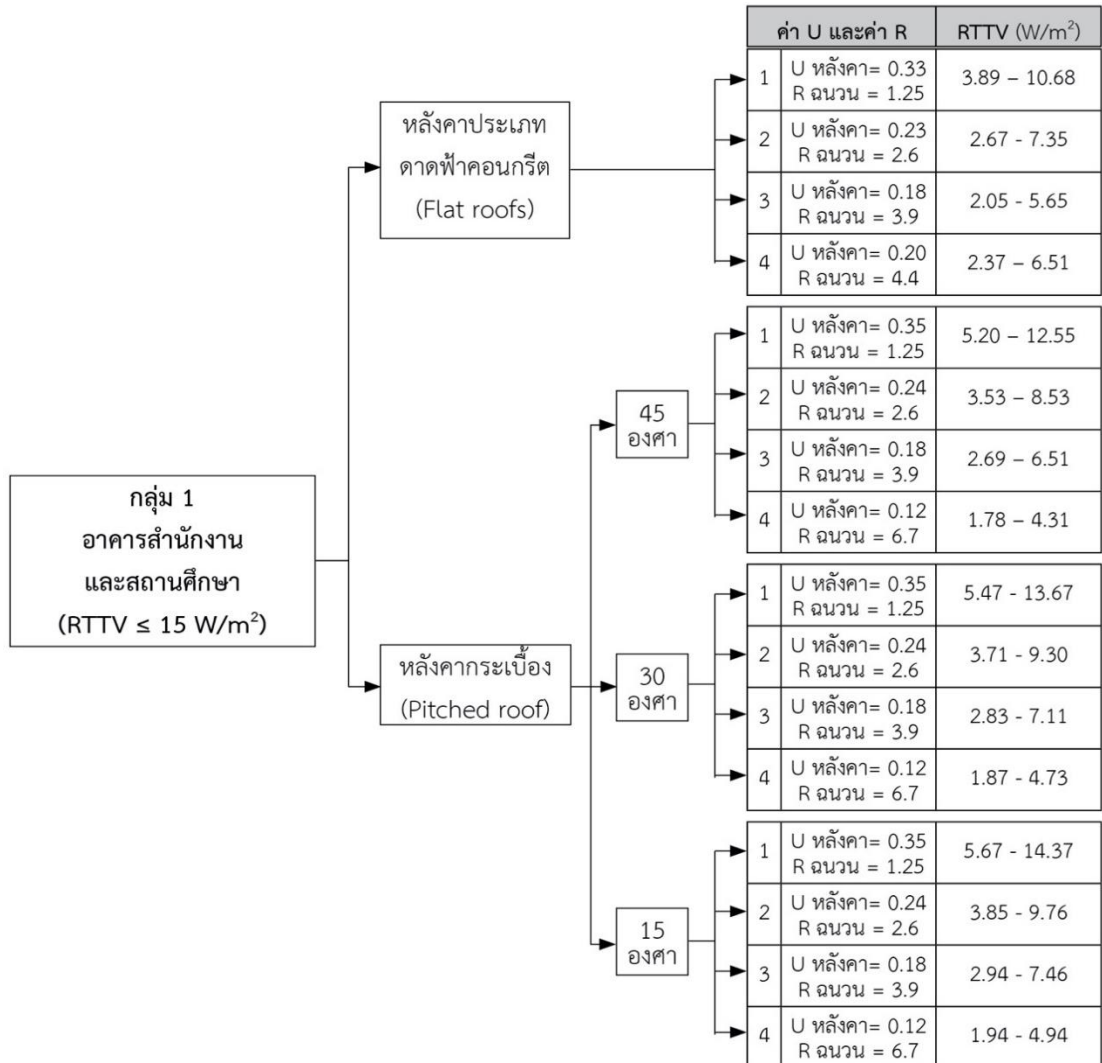 ค่า U และค่า R RTTV (W/m²)
1 U หลังคา= 0.33
R ฉนวน = 1.25
3.89 – 10.68
2 U หลังคา= 0.23
R ฉนวน = 2.6
2.67 - 7.35
3 U หลังคา= 0.18
R ฉนวน = 3.9
2.05 - 5.65
4 U หลังคา= 0.20
R ฉนวน = 4.4
2.37 – 6.51
หลังคาประเภท
ดาดฟ้าคอนกรีต
(Flat roofs)
กลุ่ม 1
อาคารสำนักงาน
และสถานศึกษา
(RTTV ≤ 15 W/m²)
หลังคากระเบื้อง
(Pitched roof)
45
องศา
1 U หลังคา= 0.35
R ฉนวน = 1.25
5.20 – 12.55
2 U หลังคา= 0.24
R ฉนวน = 2.6
3.53 – 8.53
3 U หลังคา= 0.18
R ฉนวน = 3.9
2.69 – 6.51
4 U หลังคา= 0.12
R ฉนวน = 6.7
1.78 – 4.31
30
องศา
1 U หลังคา= 0.35
R ฉนวน = 1.25
5.47 - 13.67
2 U หลังคา= 0.24
R ฉนวน = 2.6
3.71 - 9.30
3 U หลังคา= 0.18
R ฉนวน = 3.9
2.83 - 7.11
4 U หลังคา= 0.12
R ฉนวน = 6.7
1.87 - 4.73
15
องศา
1 U หลังคา= 0.35
R ฉนวน = 1.25
5.67 - 14.37
2 U หลังคา= 0.24
R ฉนวน = 2.6
3.85 - 9.76
3 U หลังคา= 0.18
R ฉนวน = 3.9
2.94 - 7.46
4 U หลังคา= 0.12
R ฉนวน = 6.7
1.94 - 4.94